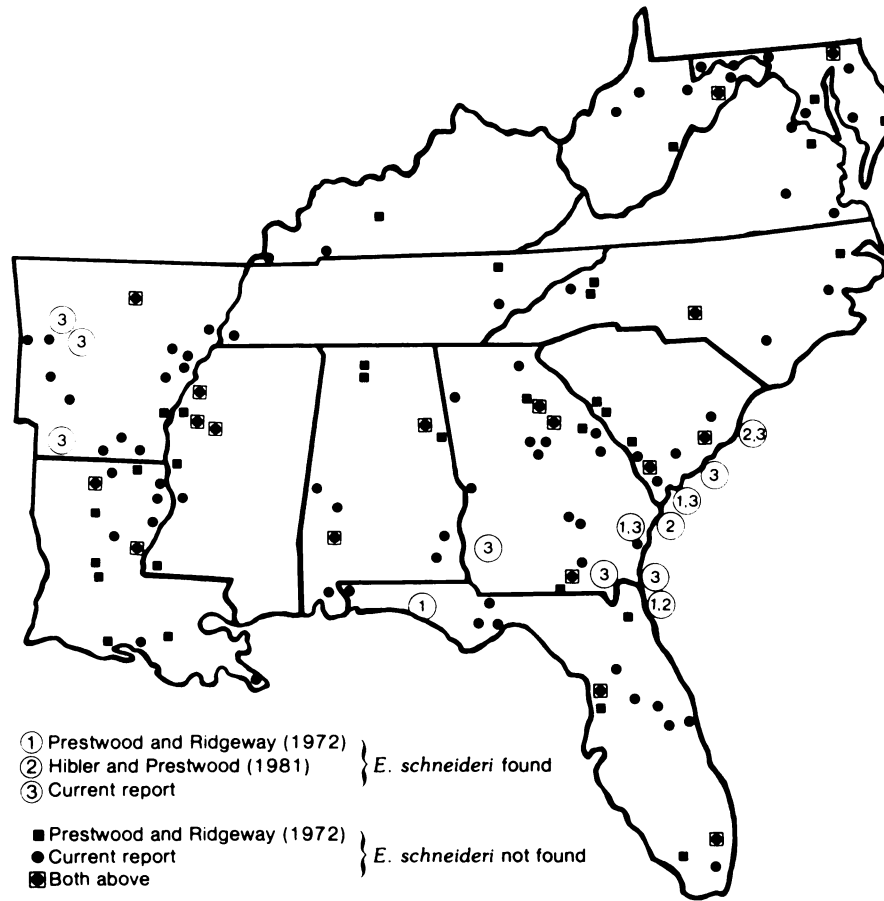 3
3
3
2,3
3
1,3
1,3
2
3
3
3
1
1,2
1 Prestwood and Ridgeway (1972)
2 Hibler and Prestwood (1981) } E. schneideri found
3 Current report
Prestwood and Ridgeway (1972)
Current report } E. schneideri not found
Both above